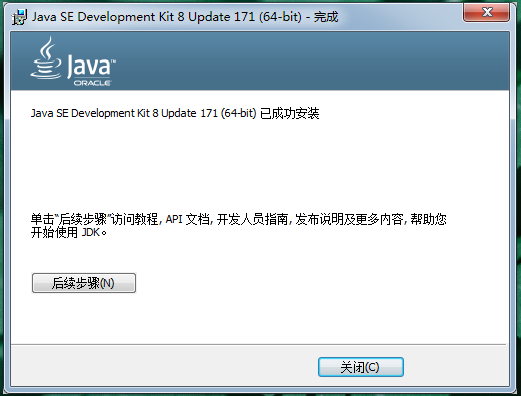 Java SE Development Kit 8 Update 171 (64-bit) - 完成
Java™
ORACLE
Java SE Development Kit 8 Update 171 (64-bit) 已成功安装
单击“后续步骤”访问教程, API 文档, 开发人员指南, 发布说明及更多内容, 帮助您
开始使用 JDK。
后续步骤(N)
关闭(C)